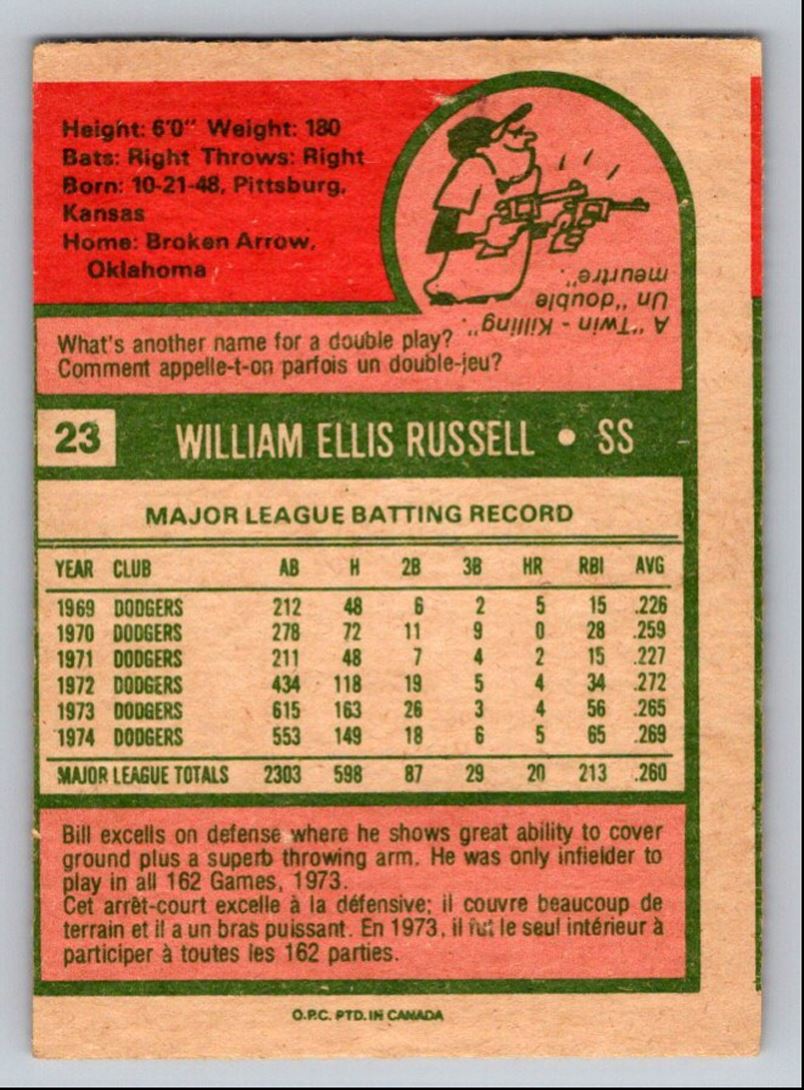 Height: 6'0" Weight: 180
Bats: Right Throws: Right
Born: 10-21-48, Pittsburg,
Kansas
Home: Broken Arrow,
Oklahoma
What's another name for a double play?
Comment appelle-t-on parfois un double-jeu?
A "Twin - Killing".
Un "double
meurtre".
23 WILLIAM ELLIS RUSSELL • SS
MAJOR LEAGUE BATTING RECORD
YEAR CLUB AB H 2B 3B HR RBI AVG
1969 DODGERS 212 48 6 2 5 15 .226
1970 DODGERS 278 72 11 9 0 28 .259
1971 DODGERS 211 48 7 4 2 15 .227
1972 DODGERS 434 118 19 5 4 34 .272
1973 DODGERS 615 163 26 3 4 56 .265
1974 DODGERS 553 149 18 6 5 65 .269
MAJOR LEAGUE TOTALS 2303 598 87 29 20 213 .260
Bill excells on defense where he shows great ability to cover
ground plus a superb throwing arm. He was only infielder to
play in all 162 Games, 1973.
Cet arrêt-court excelle à la défensive; il couvre beaucoup de
terrain et il a un bras puissant. En 1973, il fut le seul intérieur à
participer à toutes les 162 parties.
O.P.C. PTD. IN CANADA